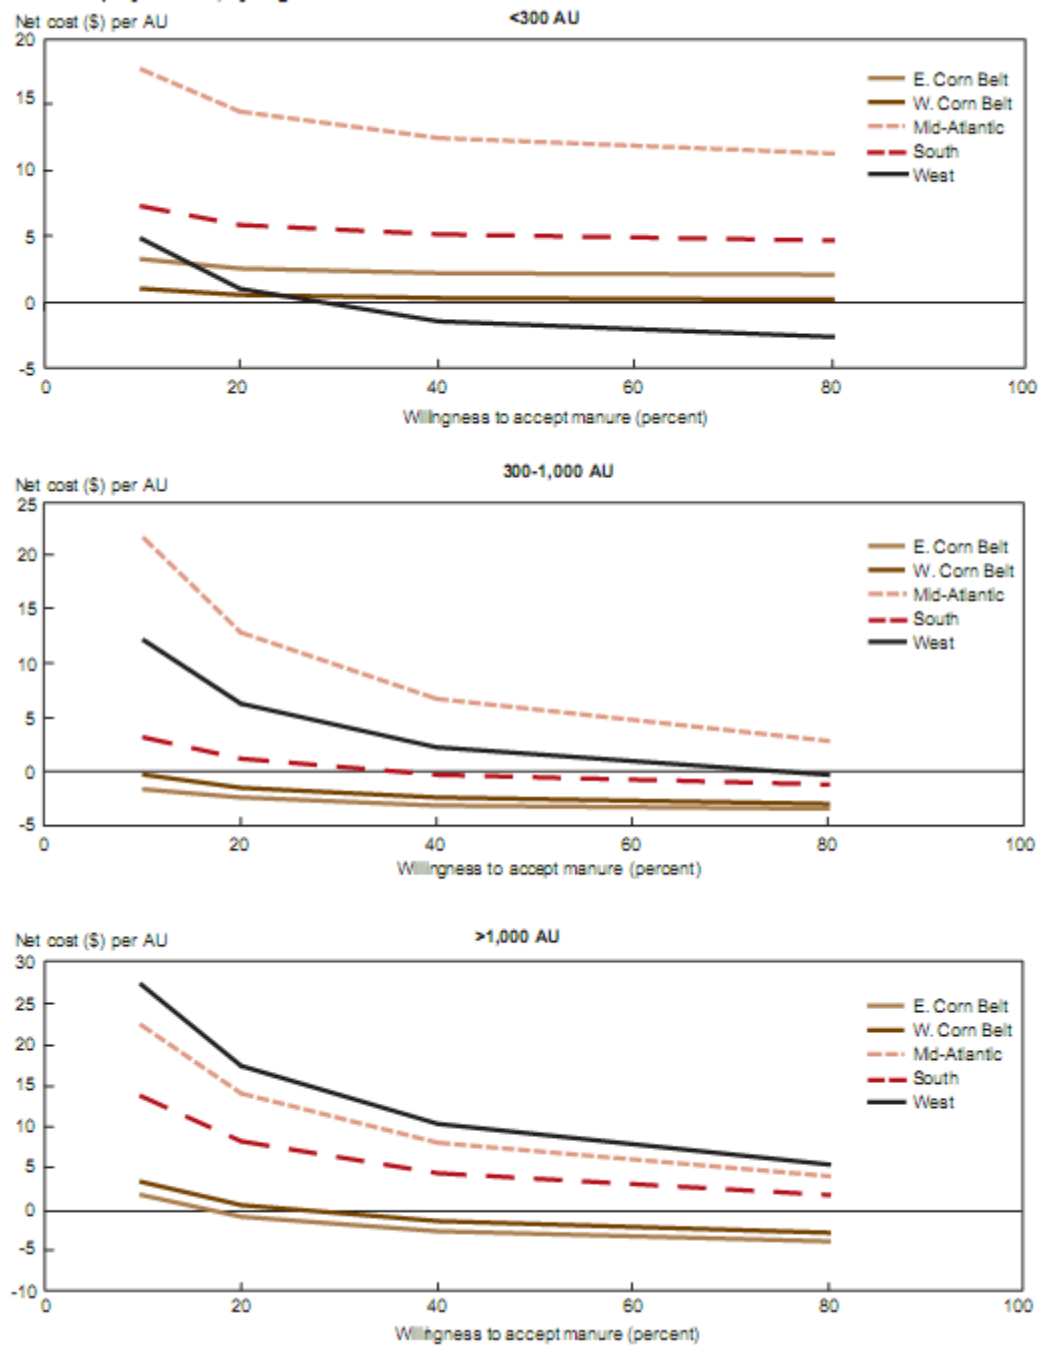 Net cost ($) per AU
<300 AU
20
15
10
5
0
-5
E. Corn Belt
W. Corn Belt
Mid-Atlantic
South
West
0 20 40 60 80 100
Willingness to accept manure (percent)
300-1,000 AU
Net cost ($) per AU
25
20
15
10
5
0
-5
E. Corn Belt
W. Corn Belt
Mid-Atlantic
South
West
0 20 40 60 80 100
Willingness to accept manure (percent)
>1,000 AU
Net cost ($) per AU
30
25
20
15
10
5
0
-5
-10
E. Corn Belt
W. Corn Belt
Mid-Atlantic
South
West
0 20 40 60 80 100
Willingness to accept manure (percent)